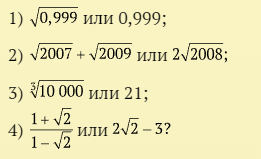 1) √0,999 или 0,999;
2) √2007 + √2009 или 2√2008;
3) ∛10 000 или 21;
4) (1 + √2)/(1 − √2) или 2√2 – 3?